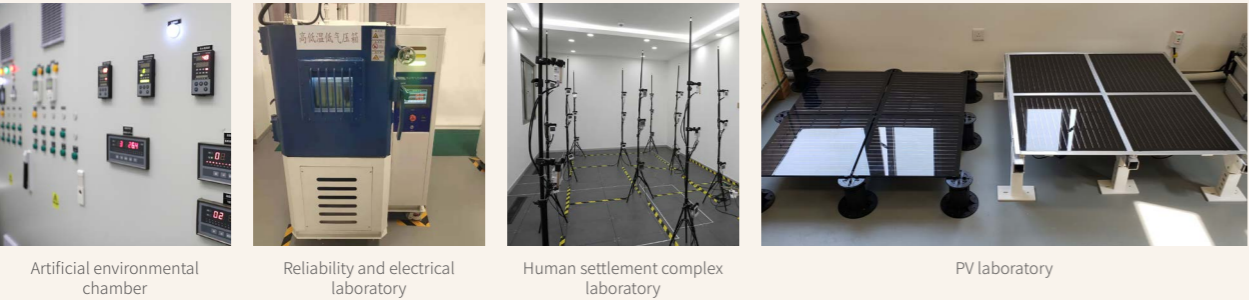 高低温低气压箱
Artificial environmental
chamber
Reliability and electrical
laboratory
Human settlement complex
laboratory
PV laboratory